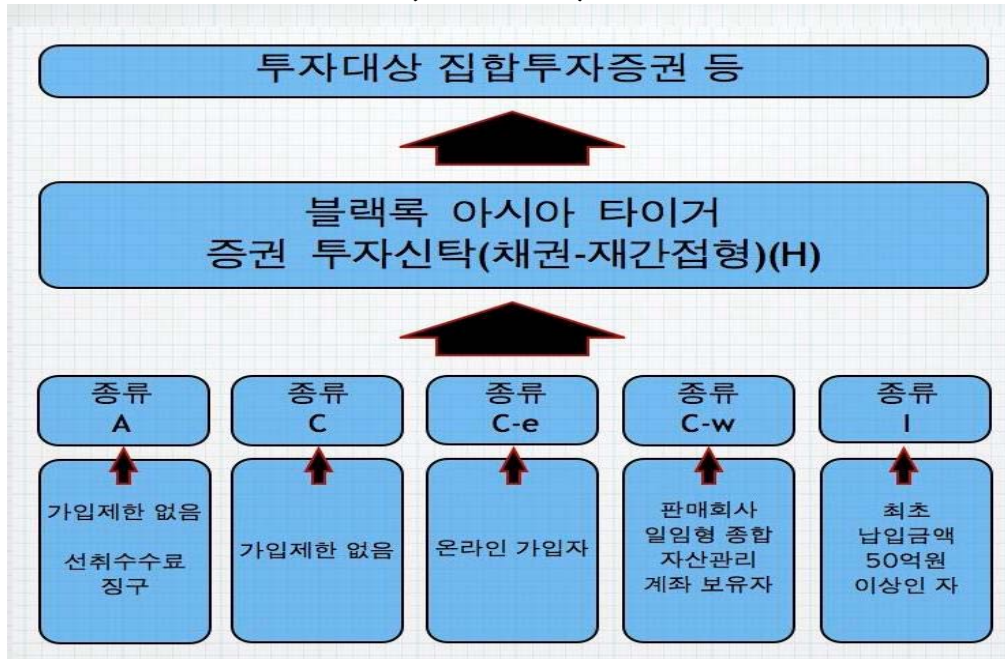 투자대상 집합투자증권 등
블랙록 아시아 타이거
증권 투자신탁(채권-재간접형)(H)
종류
A
종류
C
종류
C-e
종류
C-w
종류
I
가입제한 없음
선취수수료
징구
가입제한 없음
온라인 가입자
판매회사
일임형 종합
자산관리
계좌 보유자
최초
납입금액
50억원
이상인 자